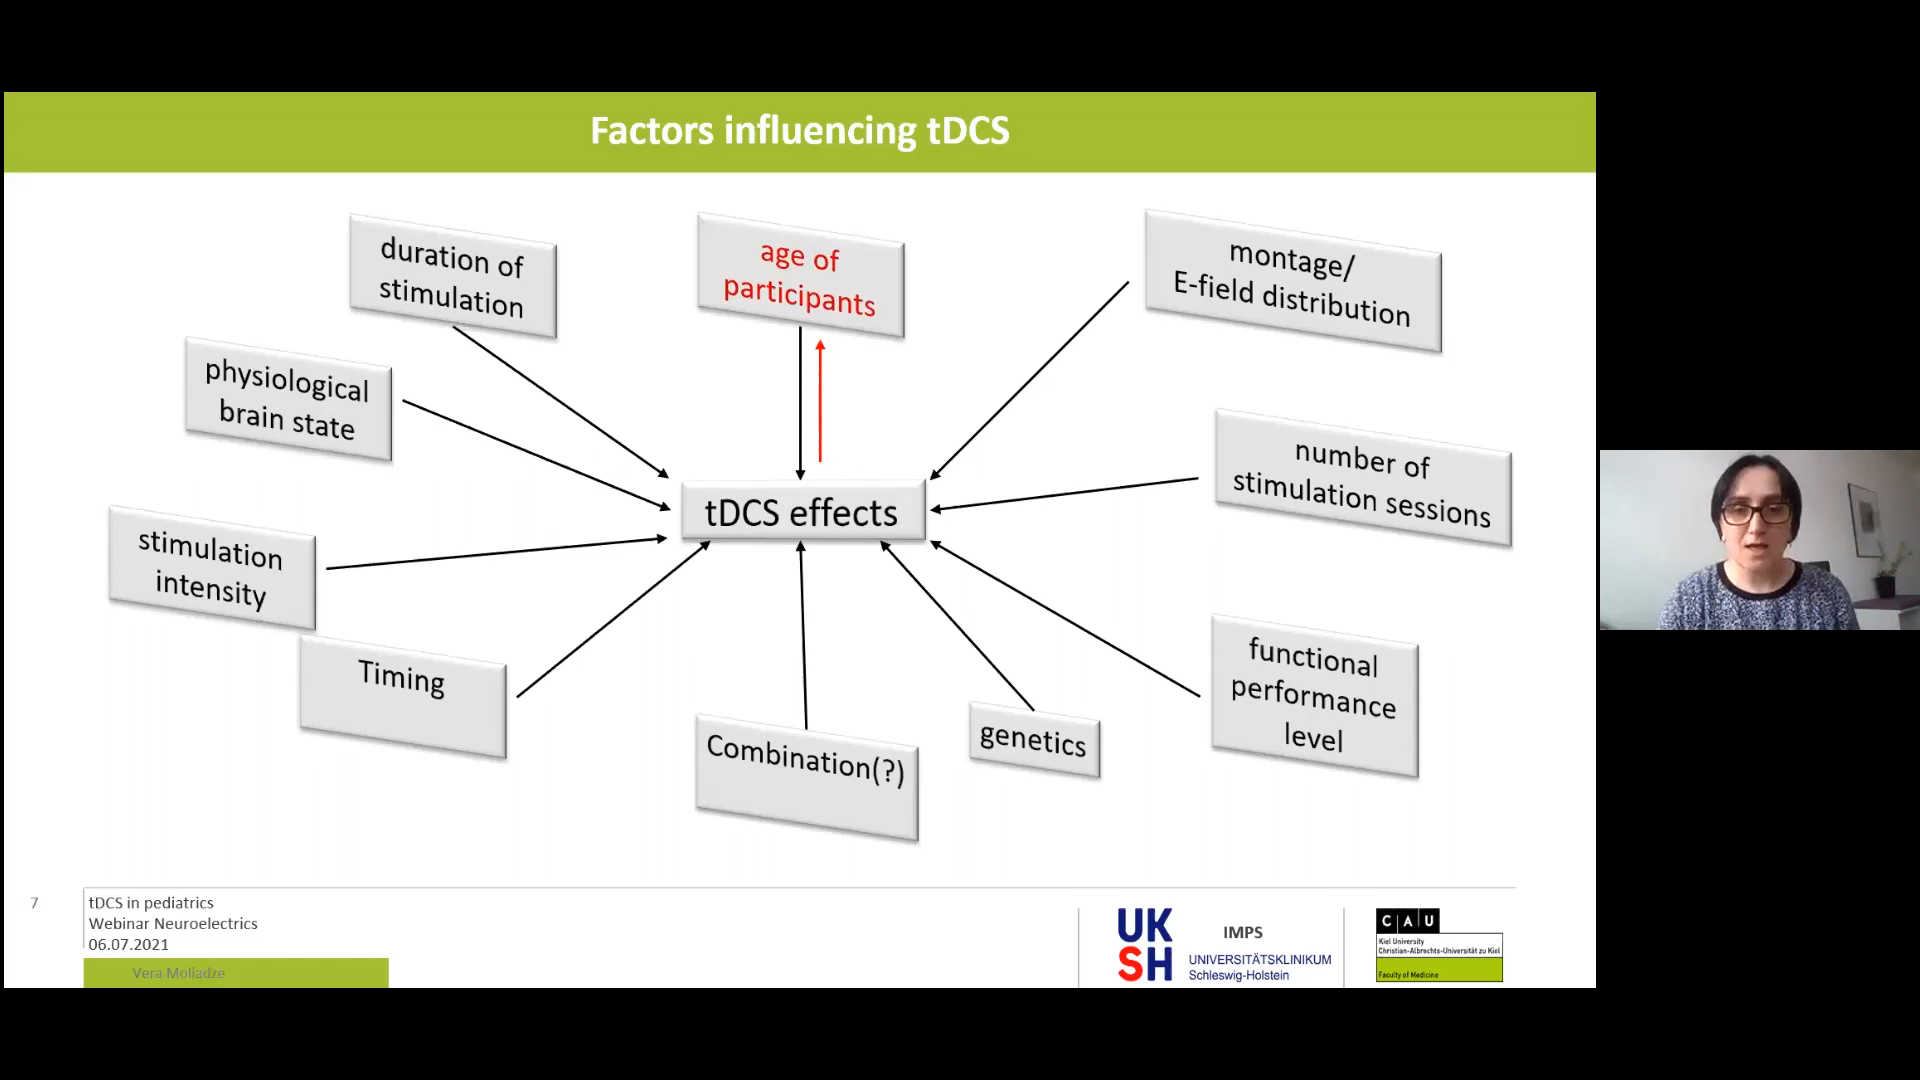 Factors influencing tDCS
duration of
stimulation
age of
participants
montage/
E-field distribution
physiological
brain state
number of
stimulation sessions
tDCS effects
stimulation
intensity
Timing
Combination(?)
genetics
functional
performance
level
7
tDCS in pediatrics
Webinar Neuroelectrics
06.07.2021
Vera Moliadze
UK
SH
IMPS
UNIVERSITÄTSKLINIKUM
Schleswig-Holstein
C A U
Kiel University
Christian-Albrechts-Universität zu Kiel
Faculty of Medicine